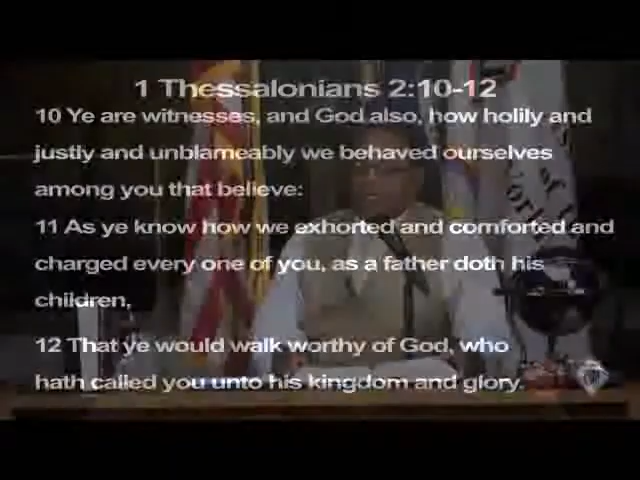 1 Thessalonians 2:10-12
10 Ye are witnesses, and God also, how holily and
justly and unblameably we behaved ourselves
among you that believe:
11 As ye know how we exhorted and comforted and
charged every one of you, as a father doth his
children,
12 That ye would walk worthy of God, who
hath called you unto his kingdom and glory.
of